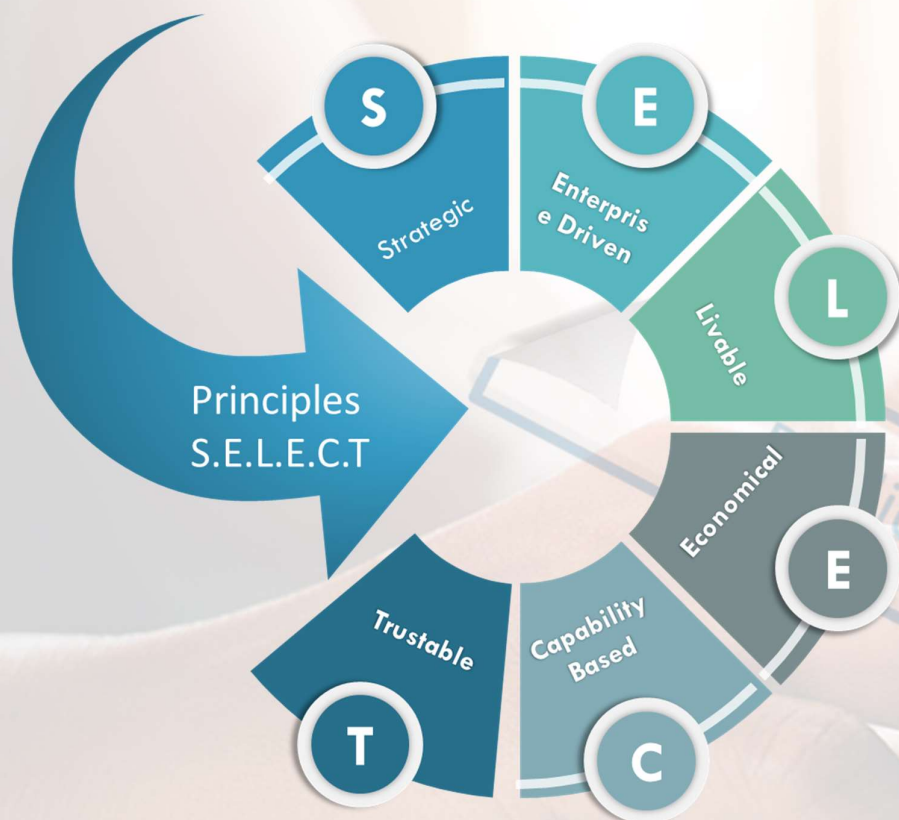 Principles
S.E.L.E.C.T
S
Strategic
E
Enterpris
e Driven
L
Livable
E
Economical
C
Capability
Based
T
Trustable